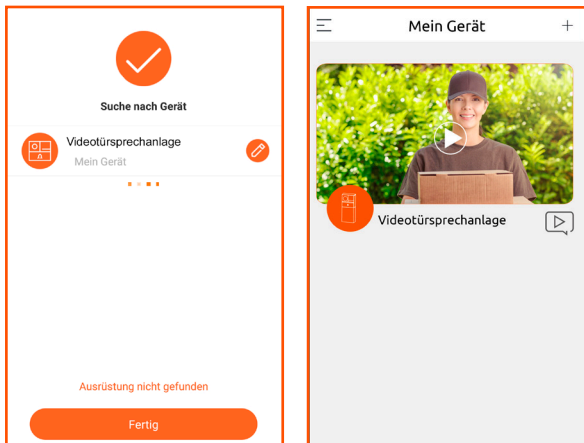 Suche nach Gerät
Videotürsprechanlage
Mein Gerät
Ausrüstung nicht gefunden
Fertig
Mein Gerät
Videotürsprechanlage